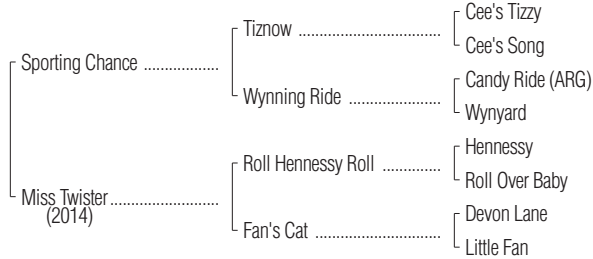 Cee's Tizzy
Tiznow ..............................
Cee's Song
Sporting Chance ................
Candy Ride (ARG)
Wynning Ride ....................
Wynyard
Hennessy
Roll Hennessy Roll .............
Roll Over Baby
Miss Twister .......................
(2014)
Devon Lane
Fan's Cat ...........................
Little Fan